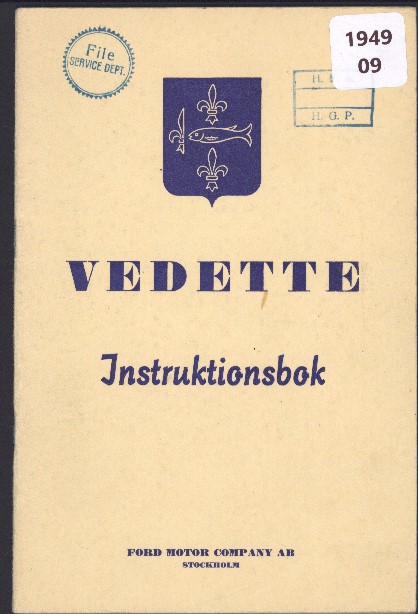 1949
09
File
SERVICE DEPT.
H.
H. G. P.
VEDETTE
Instruktionsbok
FORD MOTOR COMPANY AB
STOCKHOLM